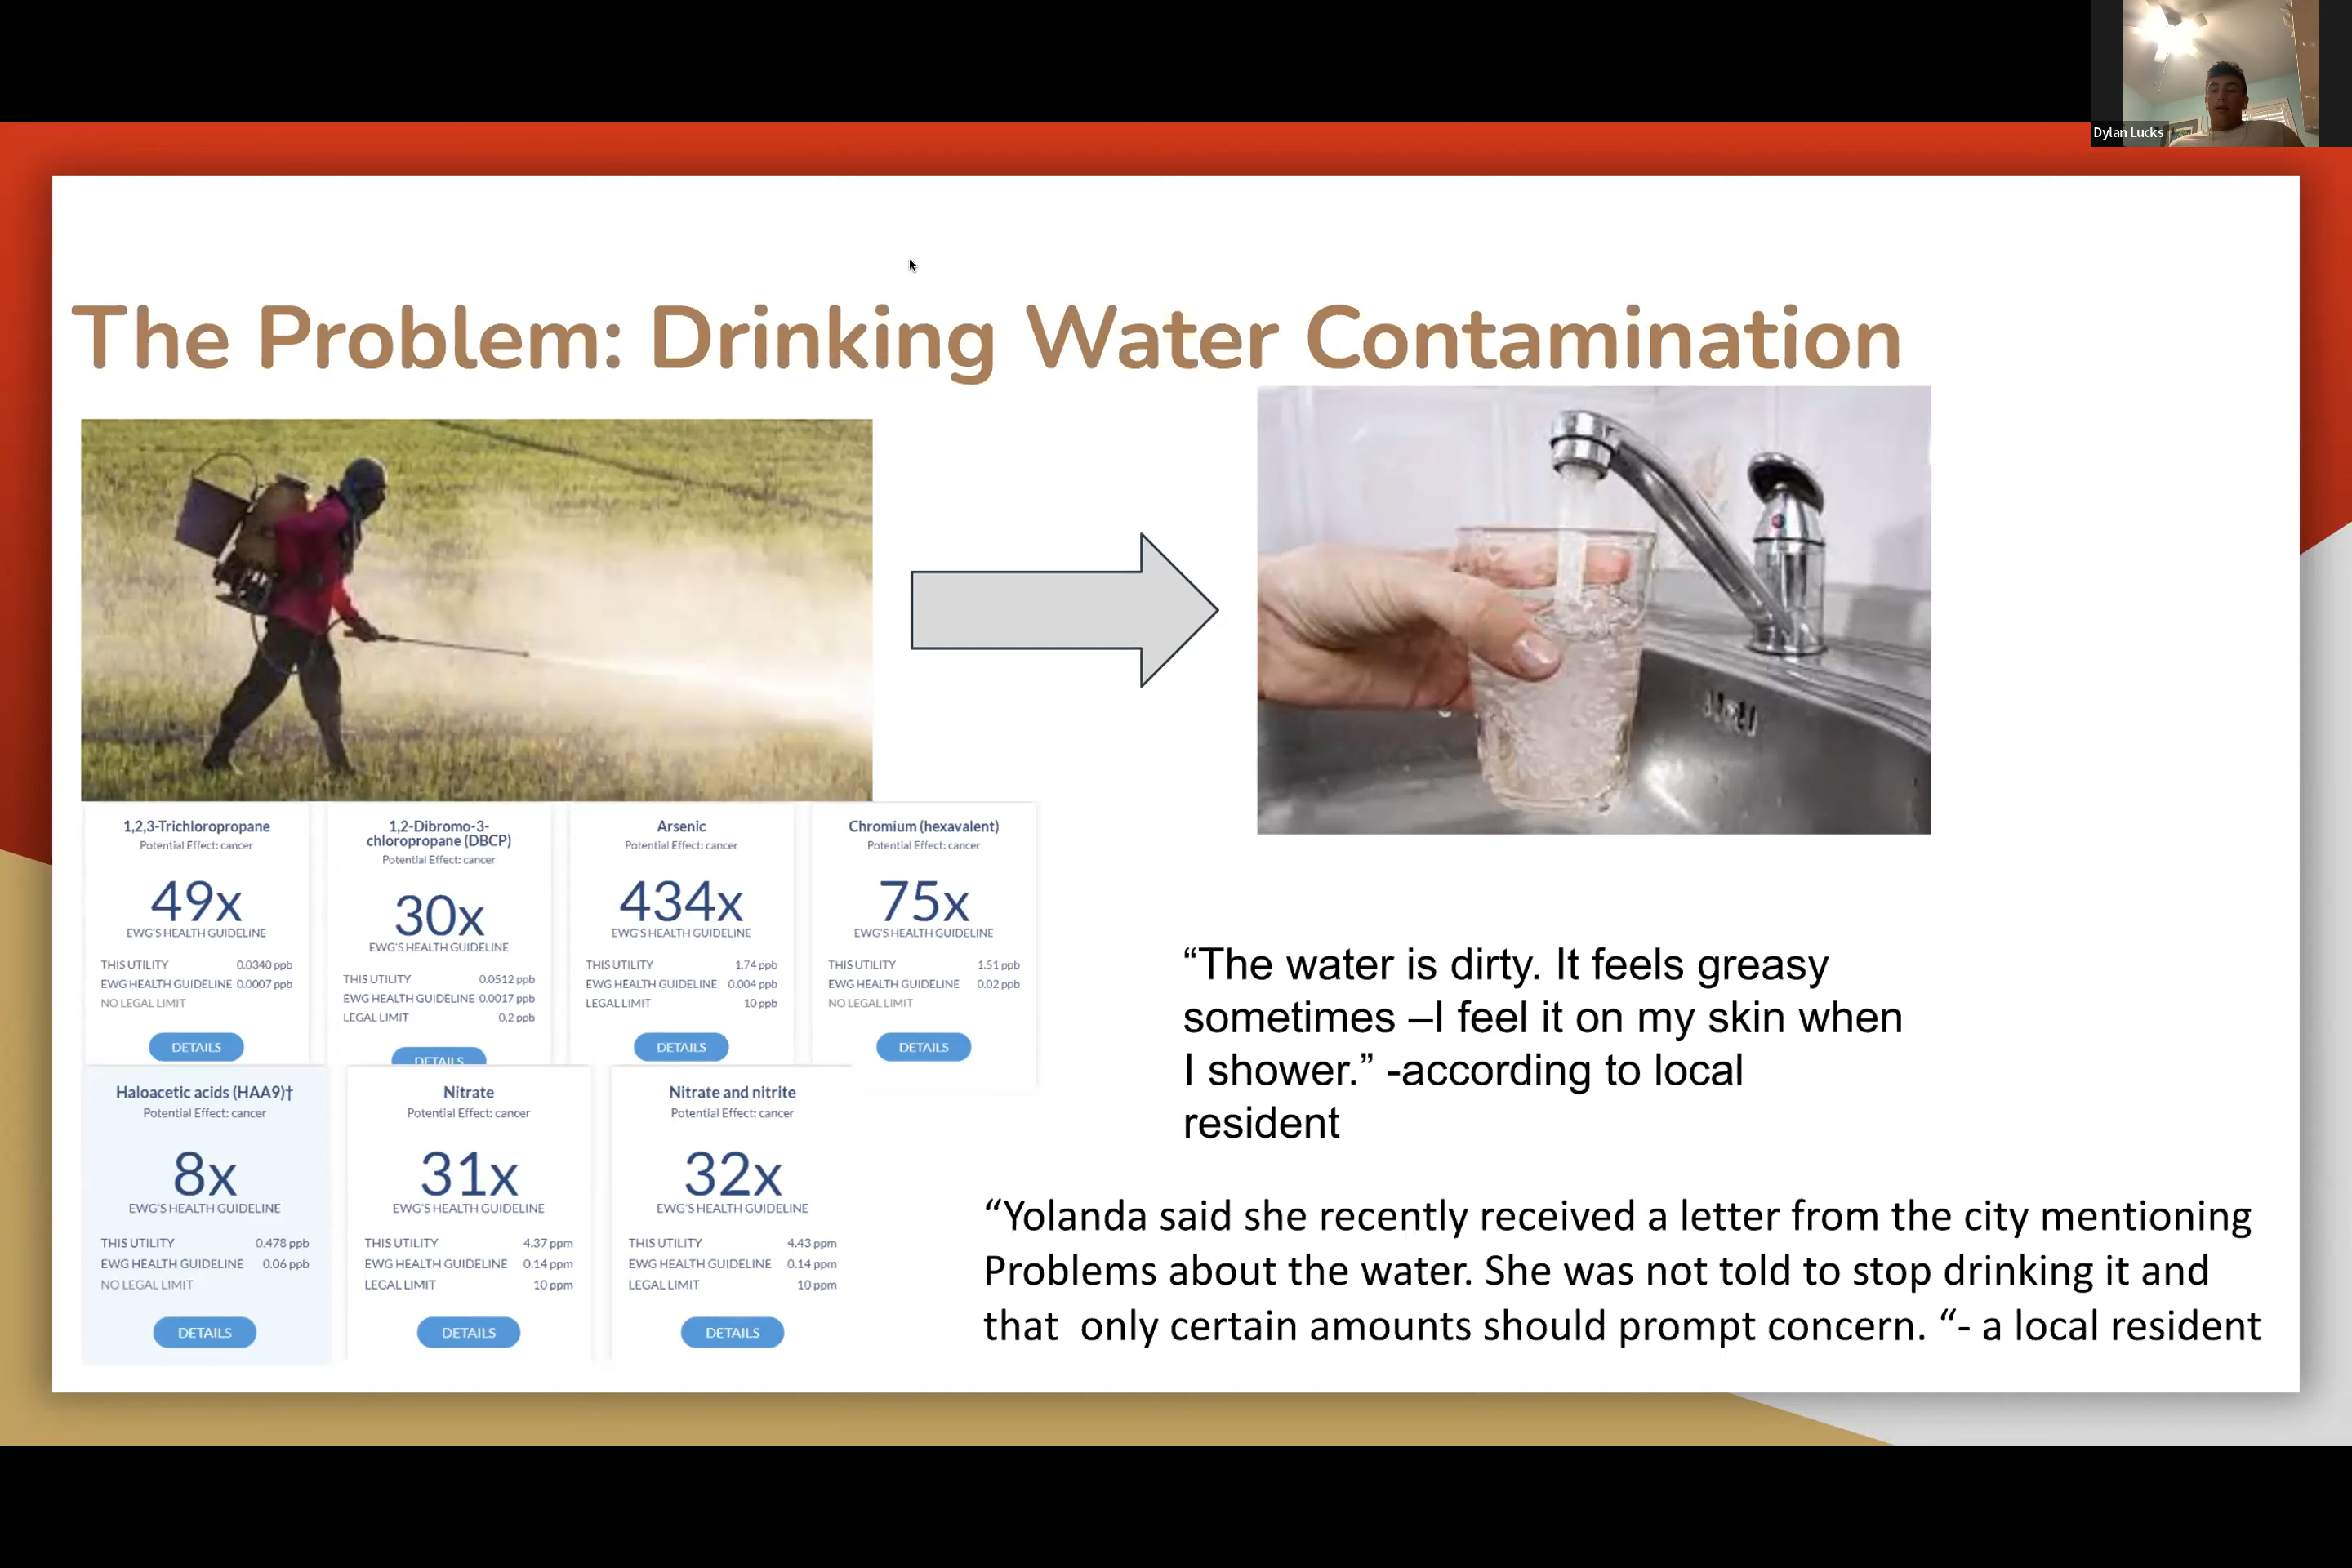 Dylan Lucks
The Problem: Drinking Water Contamination
1,2,3-Trichloropropane
Potential Effect: cancer
49x
EWG'S HEALTH GUIDELINE
THIS UTILITY 0.0340 ppb
EWG HEALTH GUIDELINE 0.0007 ppb
NO LEGAL LIMIT
DETAILS
1,2-Dibromo-3-
chloropropane (DBCP)
Potential Effect: cancer
30x
EWG'S HEALTH GUIDELINE
THIS UTILITY 0.0512 ppb
EWG HEALTH GUIDELINE 0.0017 ppb
LEGAL LIMIT 0.2 ppb
DETAILS
Arsenic
Potential Effect: cancer
434x
EWG'S HEALTH GUIDELINE
THIS UTILITY 1.74 ppb
EWG HEALTH GUIDELINE 0.004 ppb
LEGAL LIMIT 10 ppb
DETAILS
Chromium (hexavalent)
Potential Effect: cancer
75x
EWG'S HEALTH GUIDELINE
THIS UTILITY 1.51 ppb
EWG HEALTH GUIDELINE 0.02 ppb
NO LEGAL LIMIT
DETAILS
Haloacetic acids (HAA9)†
Potential Effect: cancer
8x
EWG'S HEALTH GUIDELINE
THIS UTILITY 0.478 ppb
EWG HEALTH GUIDELINE 0.06 ppb
NO LEGAL LIMIT
DETAILS
Nitrate
Potential Effect: cancer
31x
EWG'S HEALTH GUIDELINE
THIS UTILITY 4.37 ppm
EWG HEALTH GUIDELINE 0.14 ppm
LEGAL LIMIT 10 ppm
DETAILS
Nitrate and nitrite
Potential Effect: cancer
32x
EWG'S HEALTH GUIDELINE
THIS UTILITY 4.43 ppm
EWG HEALTH GUIDELINE 0.14 ppm
LEGAL LIMIT 10 ppm
DETAILS
“The water is dirty. It feels greasy
sometimes –I feel it on my skin when
I shower.” -according to local
resident
“Yolanda said she recently received a letter from the city mentioning
Problems about the water. She was not told to stop drinking it and
that  only certain amounts should prompt concern. “- a local resident